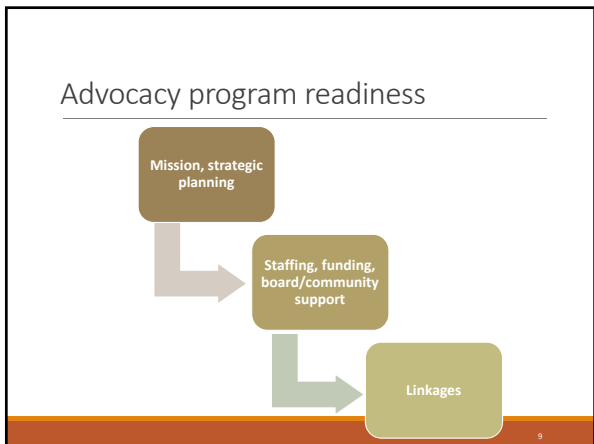 Advocacy program readiness
Mission, strategic
planning
Staffing, funding,
board/community
support
Linkages
9